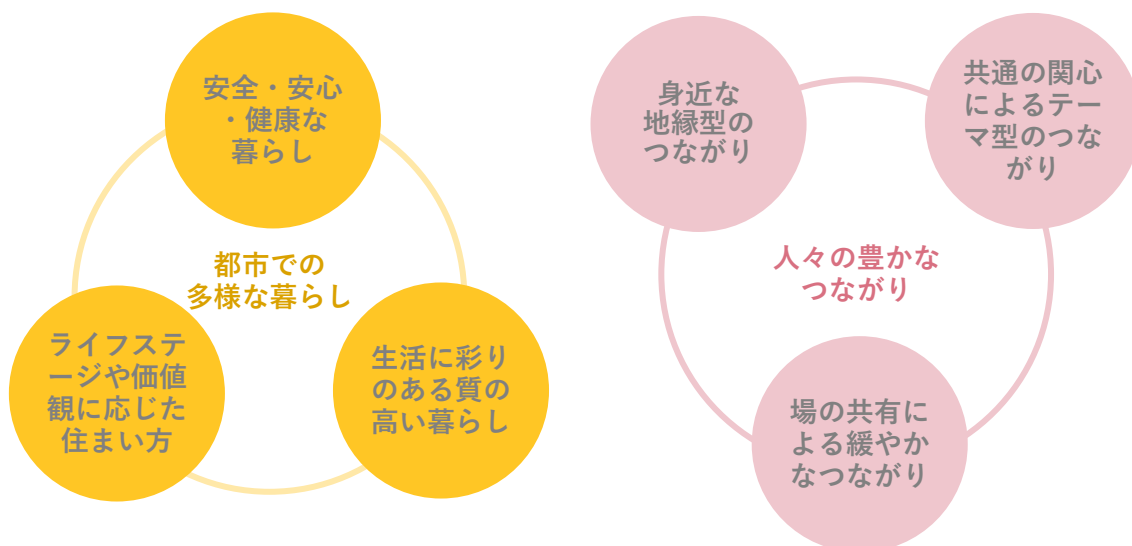 安全・安心
・健康な
暮らし
都市での
多様な暮らし
ライフステ
ージや価値
観に応じた
住まい方
生活に彩り
のある質の
高い暮らし
身近な
地縁型の
つながり
共通の関心
によるテー
マ型のつな
がり
人々の豊かな
つながり
場の共有に
よる緩やか
なつながり